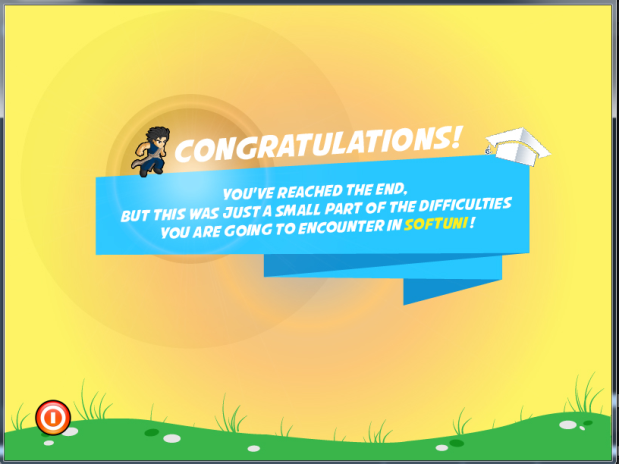 CONGRATULATIONS!
YOU'VE REACHED THE END,
BUT THIS WAS JUST A SMALL PART OF THE DIFFICULTIES
YOU ARE GOING TO ENCOUNTER IN SOFTUNI!